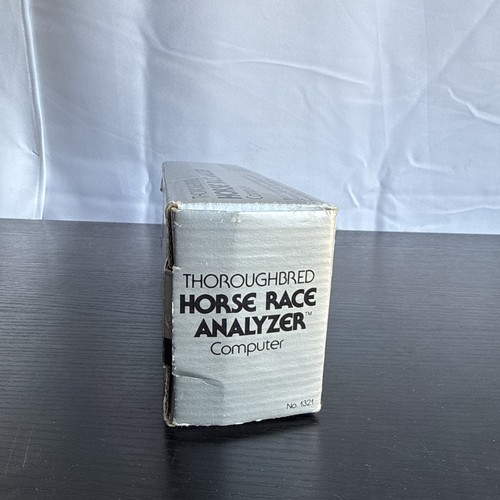 THOROUGHBRED
HORSE RACE
ANALYZER™
Computer
No. 1321